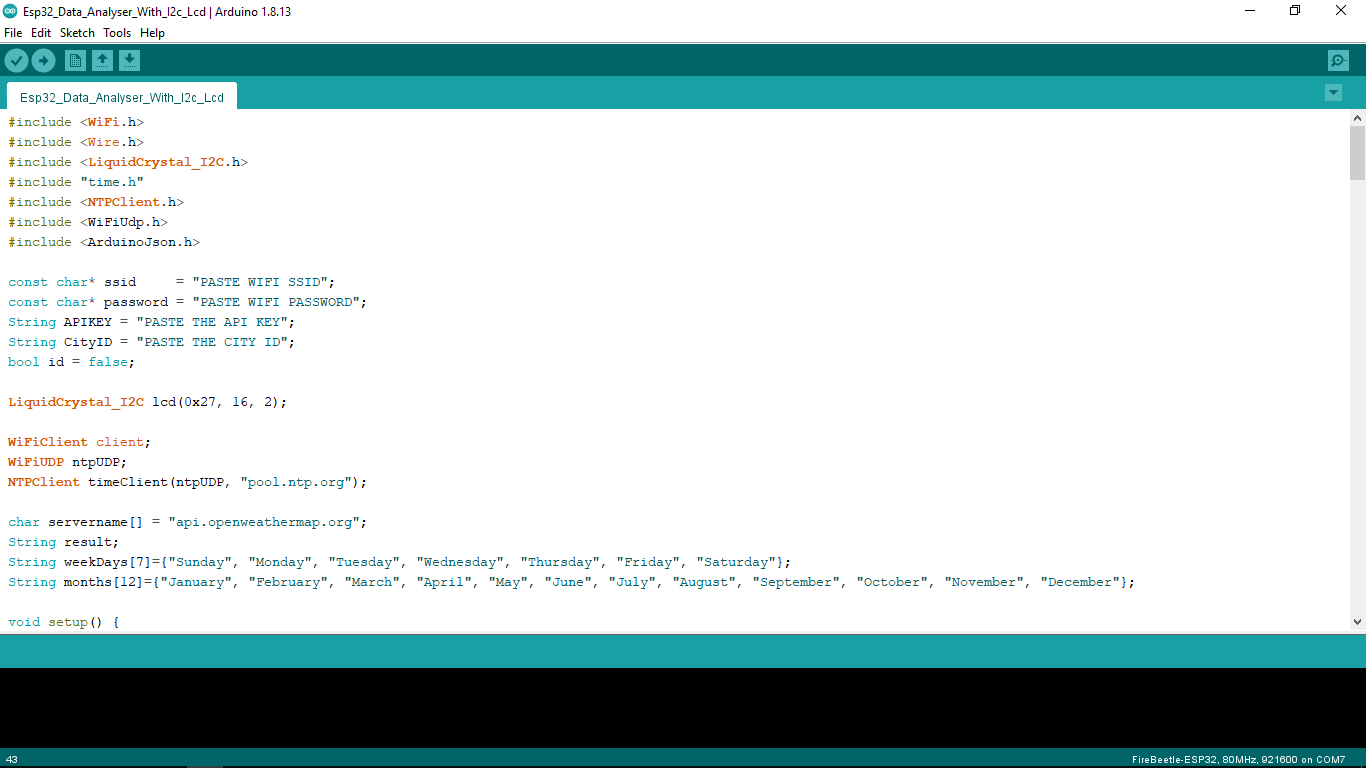 Esp32_Data_Analyser_With_I2c_Lcd | Arduino 1.8.13
File Edit Sketch Tools Help
Esp32_Data_Analyser_With_I2c_Lcd
#include <WiFi.h>
#include <Wire.h>
#include <LiquidCrystal_I2C.h>
#include "time.h"
#include <NTPClient.h>
#include <WiFiUdp.h>
#include <ArduinoJson.h>
const char* ssid     = "PASTE WIFI SSID";
const char* password = "PASTE WIFI PASSWORD";
String APIKEY = "PASTE THE API KEY";
String CityID = "PASTE THE CITY ID";
bool id = false;
LiquidCrystal_I2C lcd(0x27, 16, 2);
WiFiClient client;
WiFiUDP ntpUDP;
NTPClient timeClient(ntpUDP, "pool.ntp.org");
char servername[] = "api.openweathermap.org";
String result;
String weekDays[7]={"Sunday", "Monday", "Tuesday", "Wednesday", "Thursday", "Friday", "Saturday"};
String months[12]={"January", "February", "March", "April", "May", "June", "July", "August", "September", "October", "November", "December"};
void setup() {
43
FireBeetle-ESP32, 80MHz, 921600 on COM7